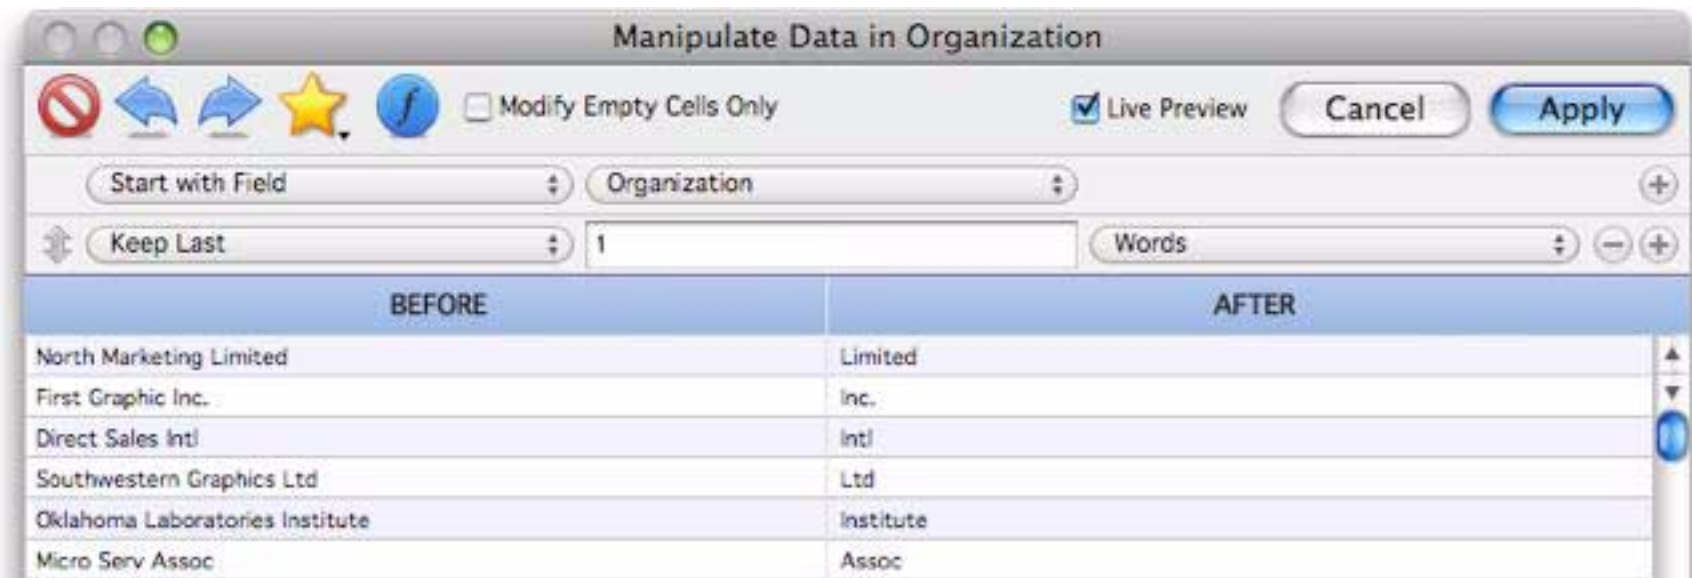 Manipulate Data in Organization
Modify Empty Cells Only Live Preview Cancel Apply
Start with Field Organization
Keep Last 1 Words
BEFORE AFTER
North Marketing Limited Limited
First Graphic Inc. Inc.
Direct Sales Intl Intl
Southwestern Graphics Ltd Ltd
Oklahoma Laboratories Institute Institute
Micro Serv Assoc Assoc